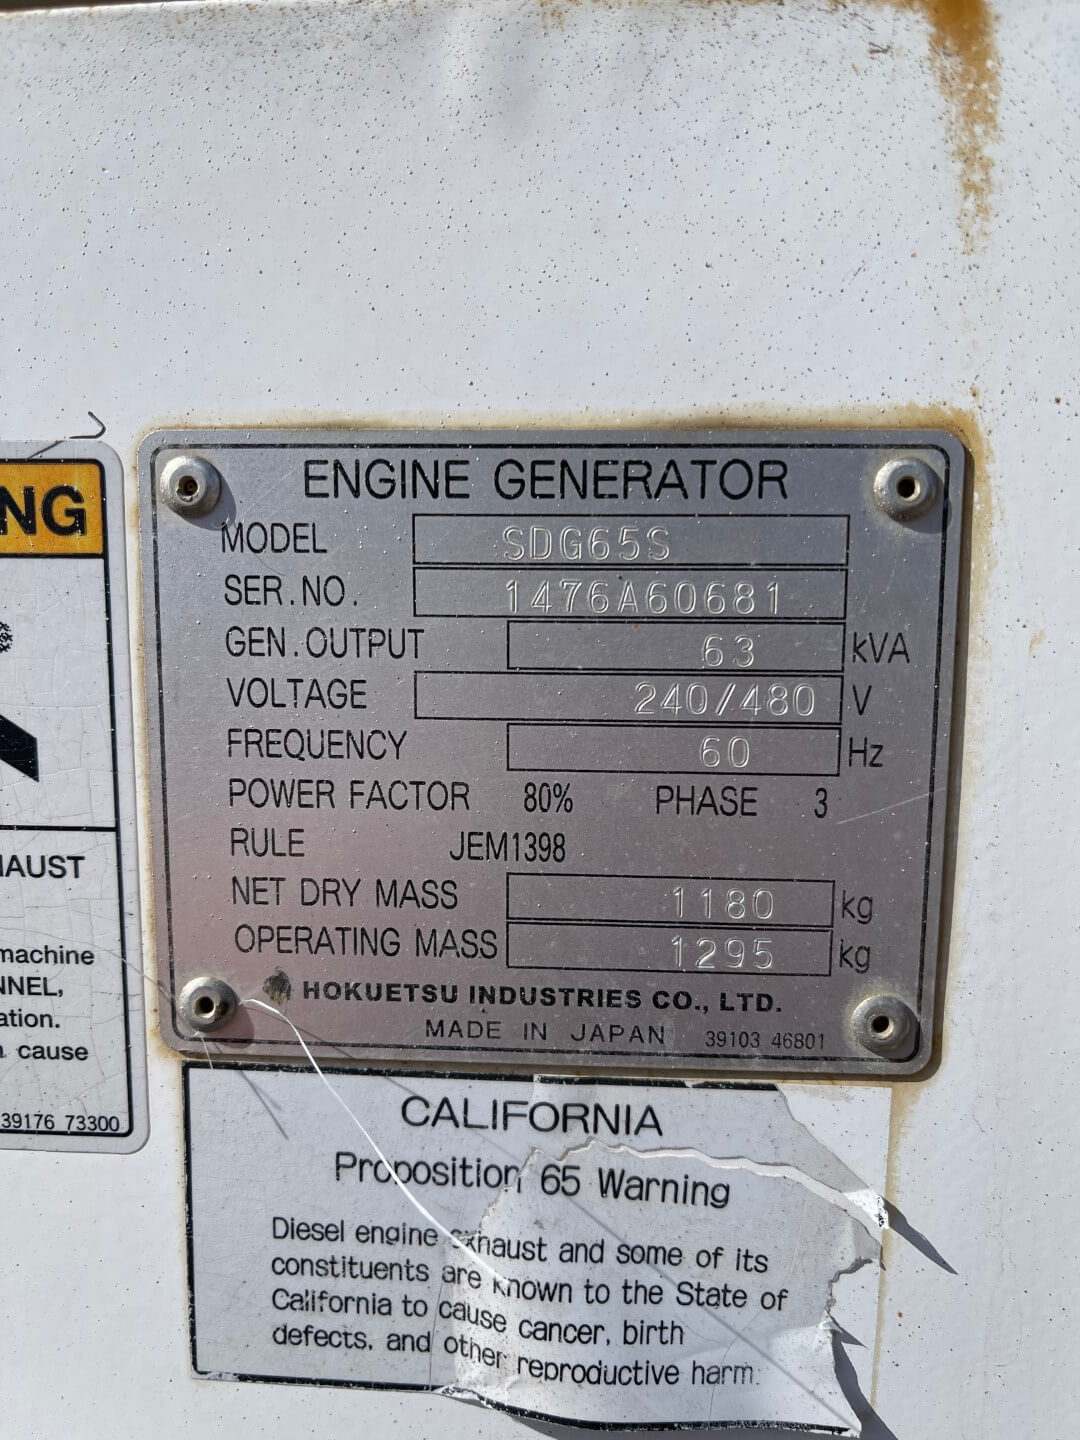 ENGINE GENERATOR
MODEL SDG65S
SER.NO. 1476A60681
GEN.OUTPUT 63 kVA
VOLTAGE 240/480 V
FREQUENCY 60 Hz
POWER FACTOR 80% PHASE 3
RULE JEM1398
NET DRY MASS 1180 kg
OPERATING MASS 1295 kg
HOKUETSU INDUSTRIES CO., LTD.
MADE IN JAPAN 39103 46801
NG
HAUST
machine
NNEL,
ation.
cause
39176 73300
CALIFORNIA
Proposition 65 Warning
Diesel engine exhaust and some of its
constituents are known to the State of
California to cause cancer, birth
defects, and other reproductive harm.